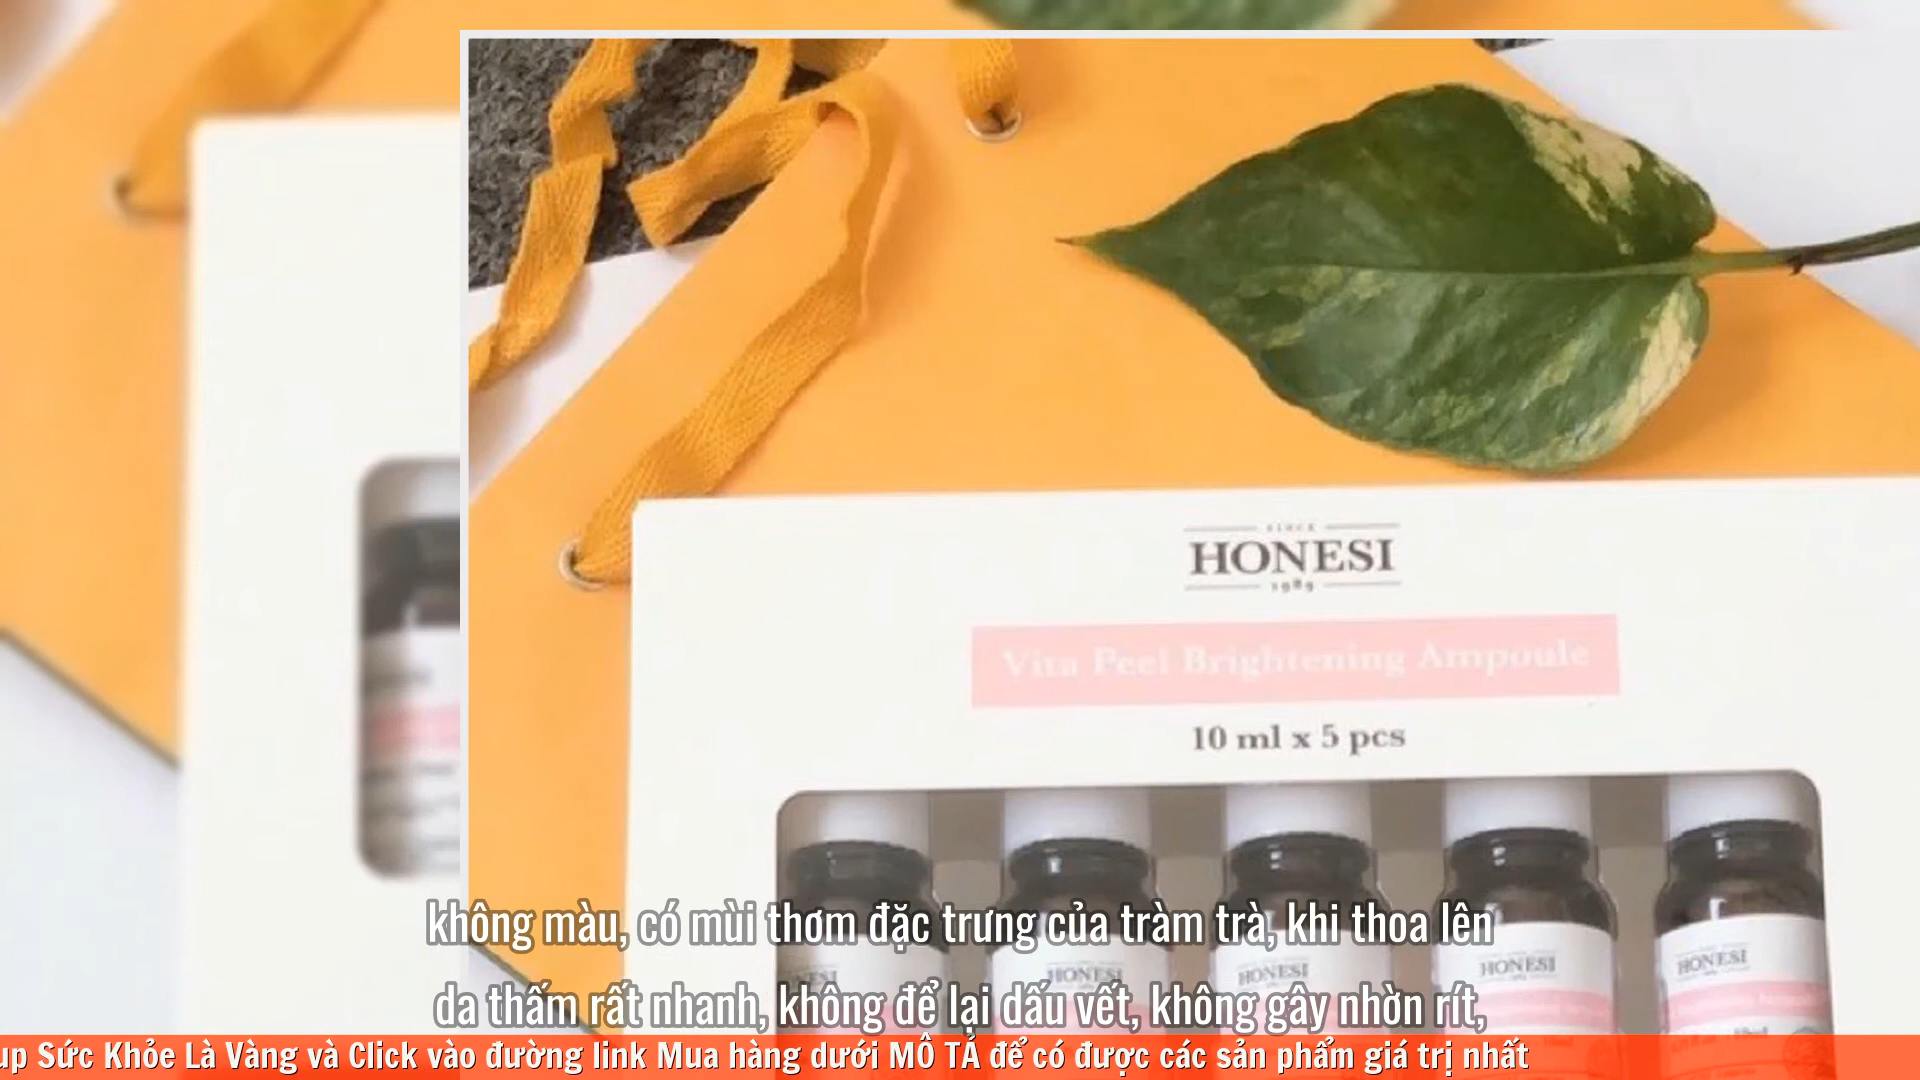 SINCE
HONESI
1989
Vita Peel Brightening Ampoule
10 ml x 5 pcs
HONESI
HONESI
HONESI
HONESI
không màu, có mùi thơm đặc trưng của tràm trà, khi thoa lên
da thấm rất nhanh, không để lại dấu vết, không gây nhờn rít,
up Sức Khỏe Là Vàng và Click vào đường link Mua hàng dưới MÔ TẢ để có được các sản phẩm giá trị nhất